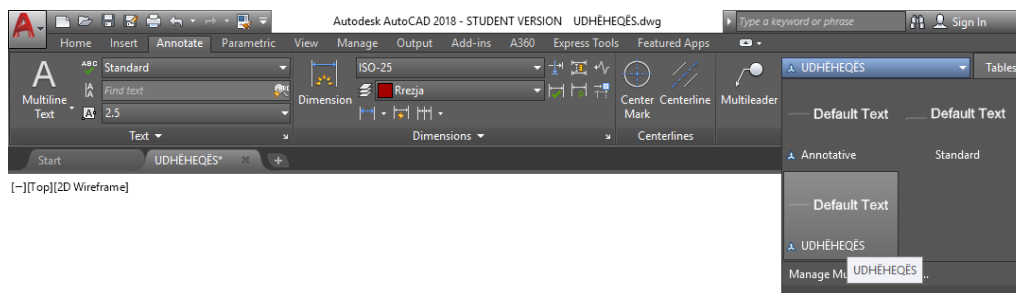 Autodesk AutoCAD 2018 - STUDENT VERSION UDHËHEQËS.dwg
Type a keyword or phrase
Sign In
Home Insert Annotate Parametric View Manage Output Add-ins A360 Express Tools Featured Apps
A
Multiline Text
ABC Standard
Find text
2.5
Text
Dimension
ISO-25
Rrezja
Dimensions
Center Mark
Centerline
Centerlines
Multileader
UDHËHEQËS
Tables
Default Text
Default Text
Annotative
Standard
Default Text
UDHËHEQËS
Manage
UDHËHEQËS
..
Start
UDHËHEQËS*
[−][Top][2D Wireframe]